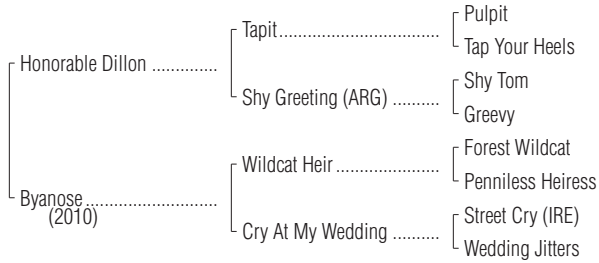 Pulpit
Tapit
Tap Your Heels
Honorable Dillon
Shy Tom
Shy Greeting (ARG)
Greevy
Forest Wildcat
Wildcat Heir
Penniless Heiress
Byanose
(2010)
Street Cry (IRE)
Cry At My Wedding
Wedding Jitters